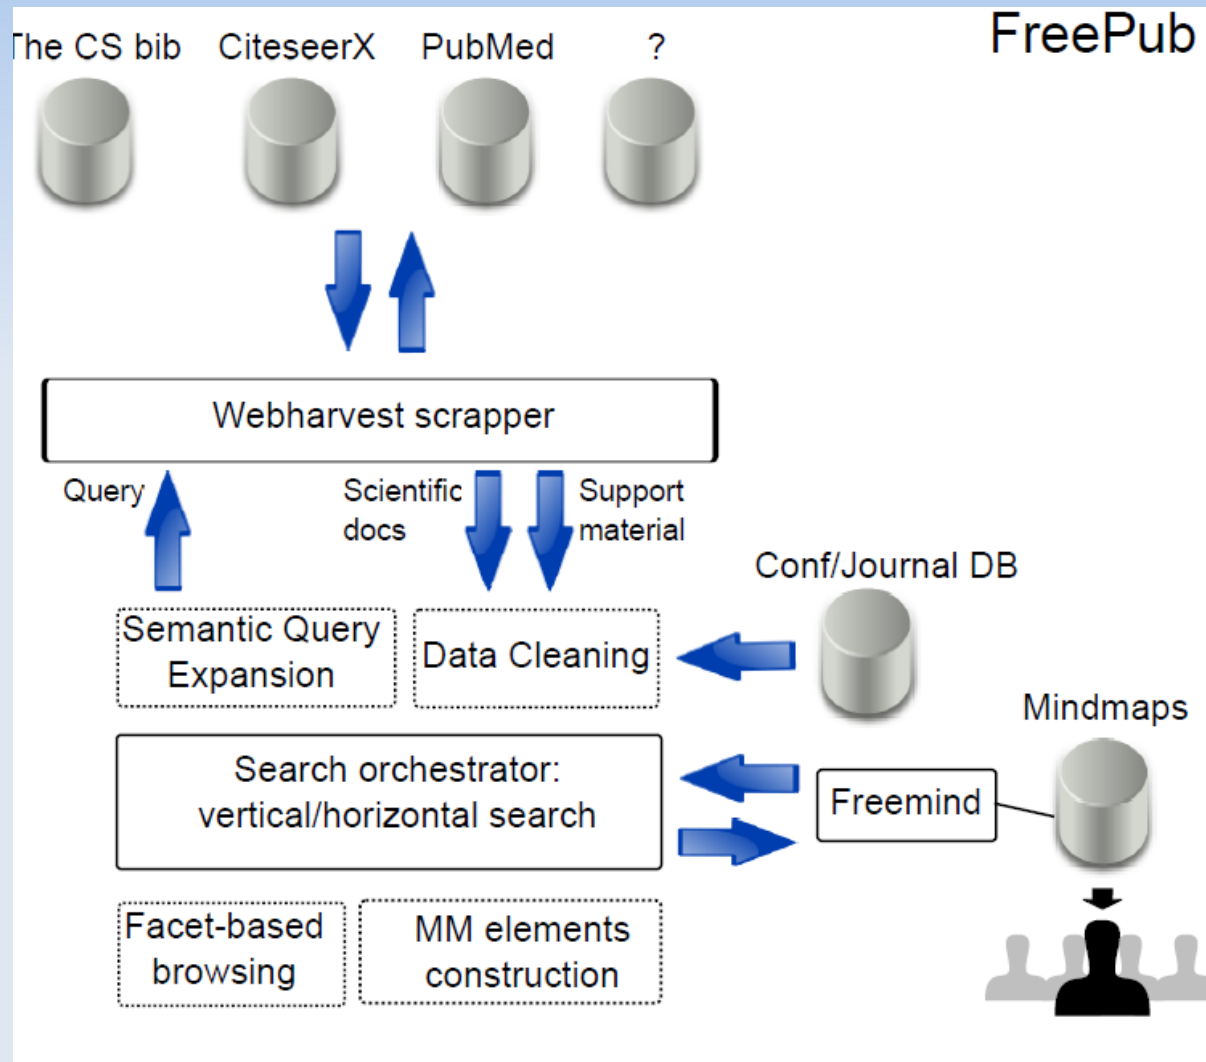 FreePub
The CS bib
CiteseerX
PubMed
?
Webharvest scrapper
Query
Scientific
docs
Support
material
Conf/Journal DB
Semantic Query
Expansion
Data Cleaning
Mindmaps
Search orchestrator:
vertical/horizontal search
Freemind
Facet-based
browsing
MM elements
construction